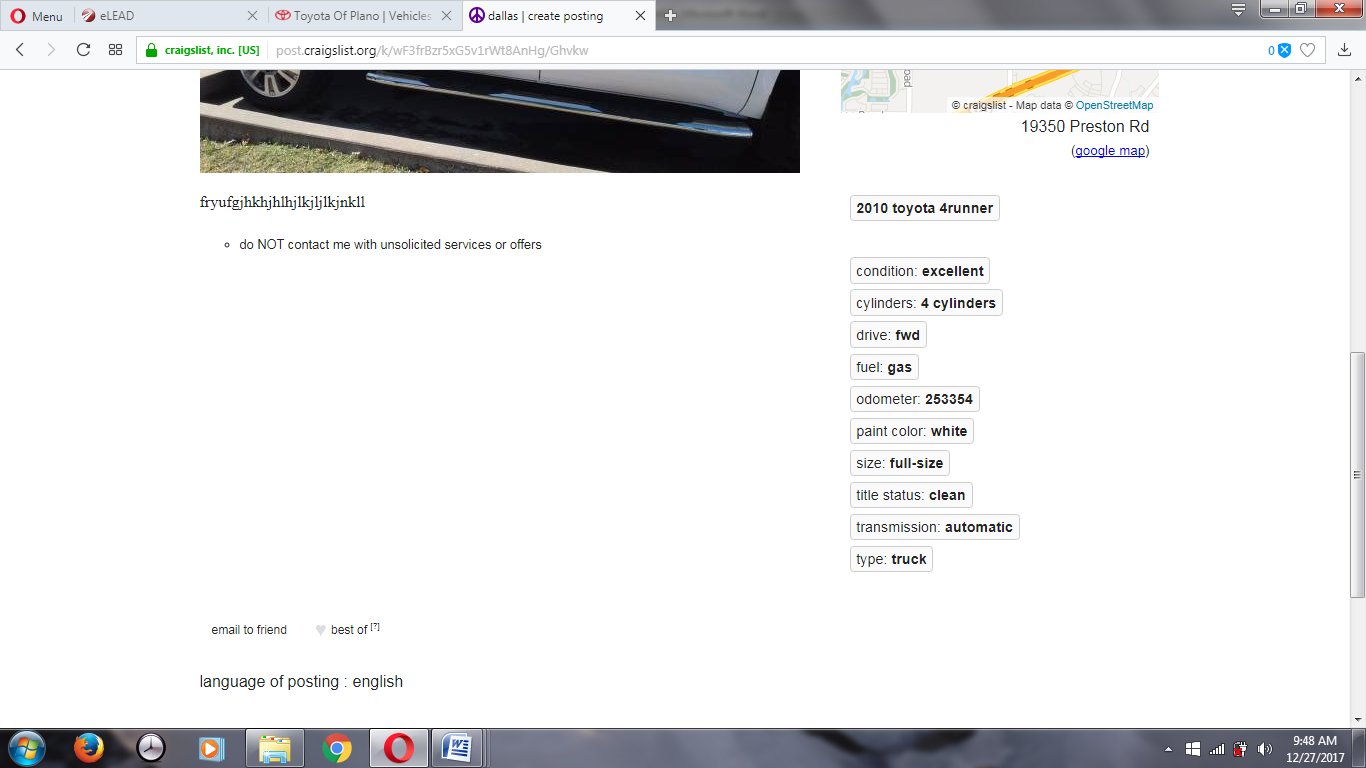 Menu
eLEAD
Toyota Of Plano | Vehicles
dallas | create posting
craigslist, inc. [US]
post.craigslist.org/k/wF3frBzr5xG5v1rWt8AnHg/Ghvkw
0
© craigslist - Map data © OpenStreetMap
19350 Preston Rd
(google map)
fryufgjhkhjhlhjlkjljlkjnkll
do NOT contact me with unsolicited services or offers
2010 toyota 4runner
condition: excellent
cylinders: 4 cylinders
drive: fwd
fuel: gas
odometer: 253354
paint color: white
size: full-size
title status: clean
transmission: automatic
type: truck
email to friend
best of [?]
language of posting : english
9:48 AM
12/27/2017